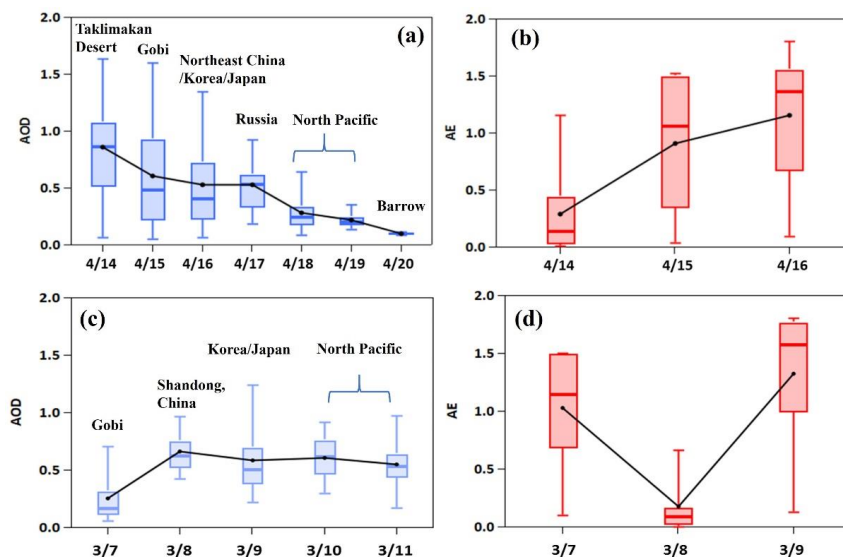 (a)
Taklimakan
Desert
Gobi
Northeast China
/Korea/Japan
Russia
North Pacific
Barrow
AOD
2.0
1.5
1.0
0.5
0.0
4/14 4/15 4/16 4/17 4/18 4/19 4/20
(b)
AE
2.0
1.5
1.0
0.5
0.0
4/14 4/15 4/16
(c)
Gobi
Shandong,
China
Korea/Japan
North Pacific
AOD
2.0
1.5
1.0
0.5
0.0
3/7 3/8 3/9 3/10 3/11
(d)
AE
2.0
1.5
1.0
0.5
0.0
3/7 3/8 3/9